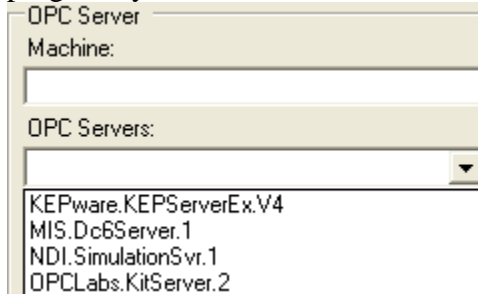 OPC Server
Machine:
OPC Servers:
KEPware.KEPServerEx.V4
MIS.Dc6Server.1
NDI.SimulationSvr.1
OPCLabs.KitServer.2